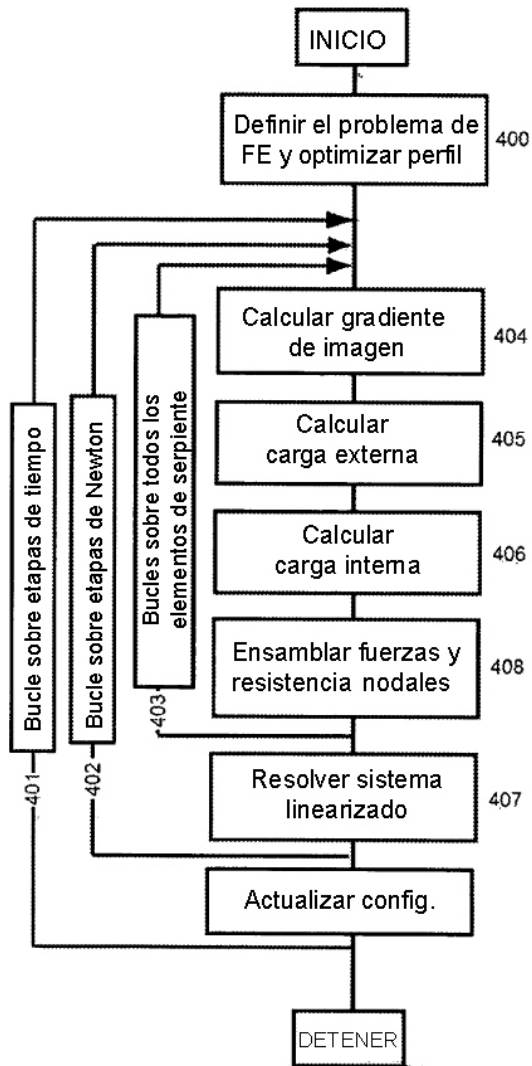 INICIO
Definir el problema de
FE y optimizar perfil
400
Calcular gradiente
de imagen
404
Calcular
carga externa
405
Calcular
carga interna
406
Ensamblar fuerzas y
resistencia nodales
408
Resolver sistema
linearizado
407
Actualizar config.
DETENER
Bucle sobre etapas de tiempo
401
Bucle sobre etapas de Newton
402
Bucles sobre todos los
elementos de serpiente
403